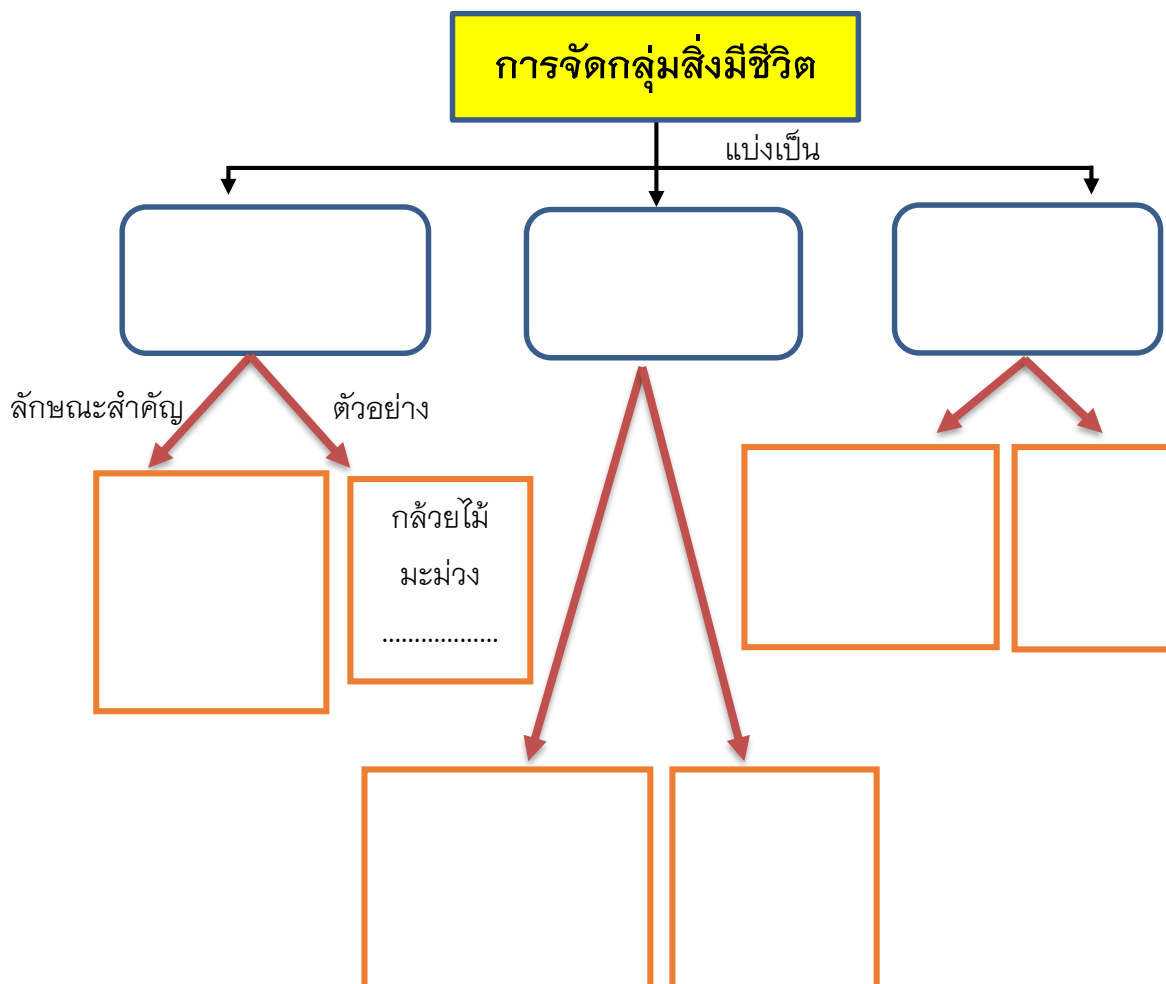 การจัดกลุ่มสิ่งมีชีวิต
แบ่งเป็น
ลักษณะสำคัญ
ตัวอย่าง
กล้วยไม้
มะม่วง
..................